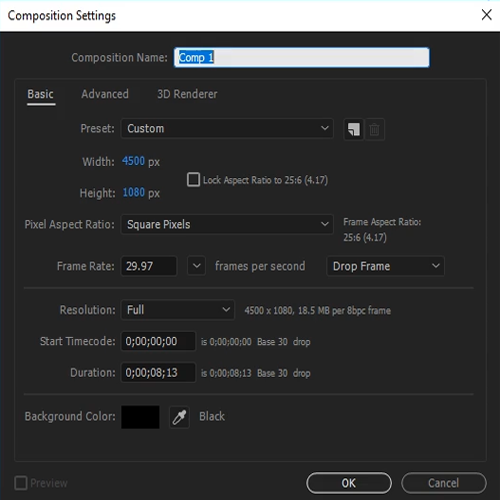 Composition Settings
Composition Name: Comp 1
Basic Advanced 3D Renderer
Preset: Custom
Width: 4500 px
Lock Aspect Ratio to 25:6 (4.17)
Height: 1080 px
Pixel Aspect Ratio: Square Pixels
Frame Aspect Ratio:
25:6 (4.17)
Frame Rate: 29.97 frames per second Drop Frame
Resolution: Full 4500 x 1080, 18.5 MB per 8bpc frame
Start Timecode: 0;00;00;00 is 0;00;00;00 Base 30 drop
Duration: 0;00;08;13 is 0;00;08;13 Base 30 drop
Background Color: Black
Preview OK Cancel